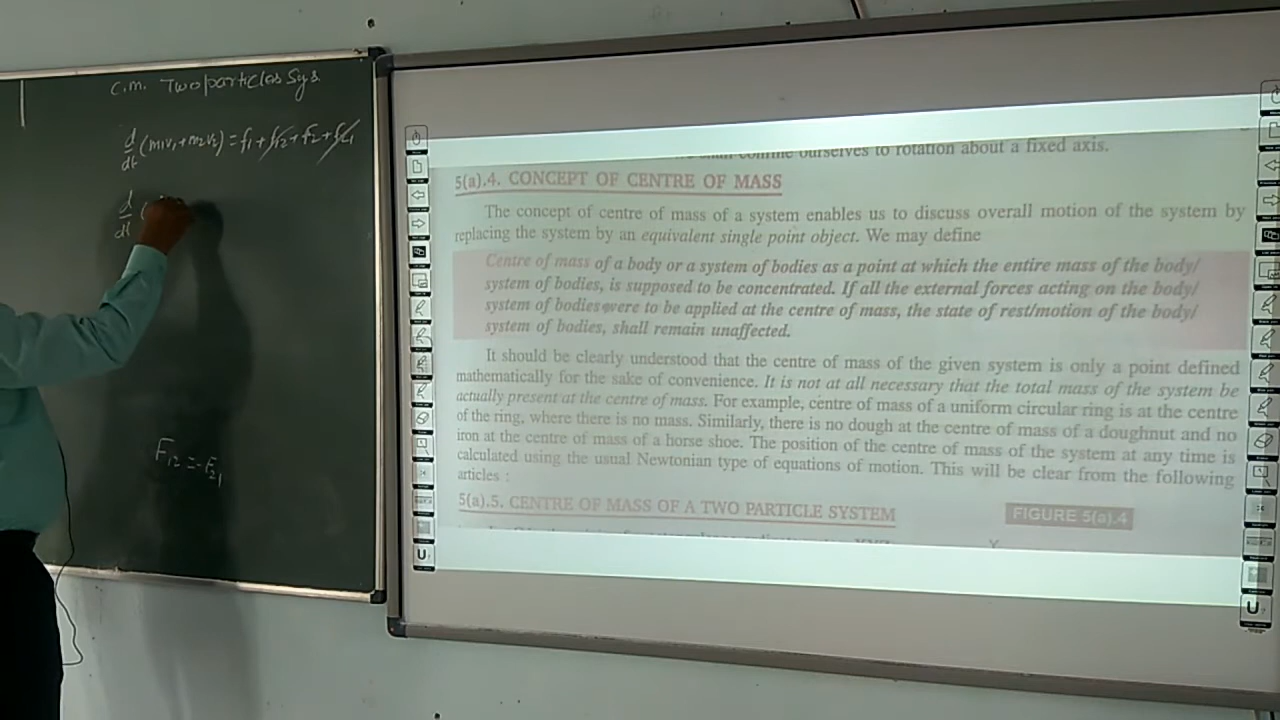 C.M. Two particles Sys.
d/dt (m1v1+m2v2) = f1 + f12 + f2 + f21
d/dt (
F12 = -F21
ourselves to rotation about a fixed axis.
5(a).4. CONCEPT OF CENTRE OF MASS
The concept of centre of mass of a system enables us to discuss overall motion of the system by
replacing the system by an equivalent single point object. We may define
Centre of mass of a body or a system of bodies as a point at which the entire mass of the body/
system of bodies, is supposed to be concentrated. If all the external forces acting on the body/
system of bodies were to be applied at the centre of mass, the state of rest/motion of the body/
system of bodies, shall remain unaffected.
It should be clearly understood that the centre of mass of the given system is only a point defined
mathematically for the sake of convenience. It is not at all necessary that the total mass of the system be
actually present at the centre of mass. For example, centre of mass of a uniform circular ring is at the centre
of the ring, where there is no mass. Similarly, there is no dough at the centre of mass of a doughnut and no
iron at the centre of mass of a horse shoe. The position of the centre of mass of the system at any time is
calculated using the usual Newtonian type of equations of motion. This will be clear from the following
articles :
5(a).5. CENTRE OF MASS OF A TWO PARTICLE SYSTEM
FIGURE 5(a).4
Y